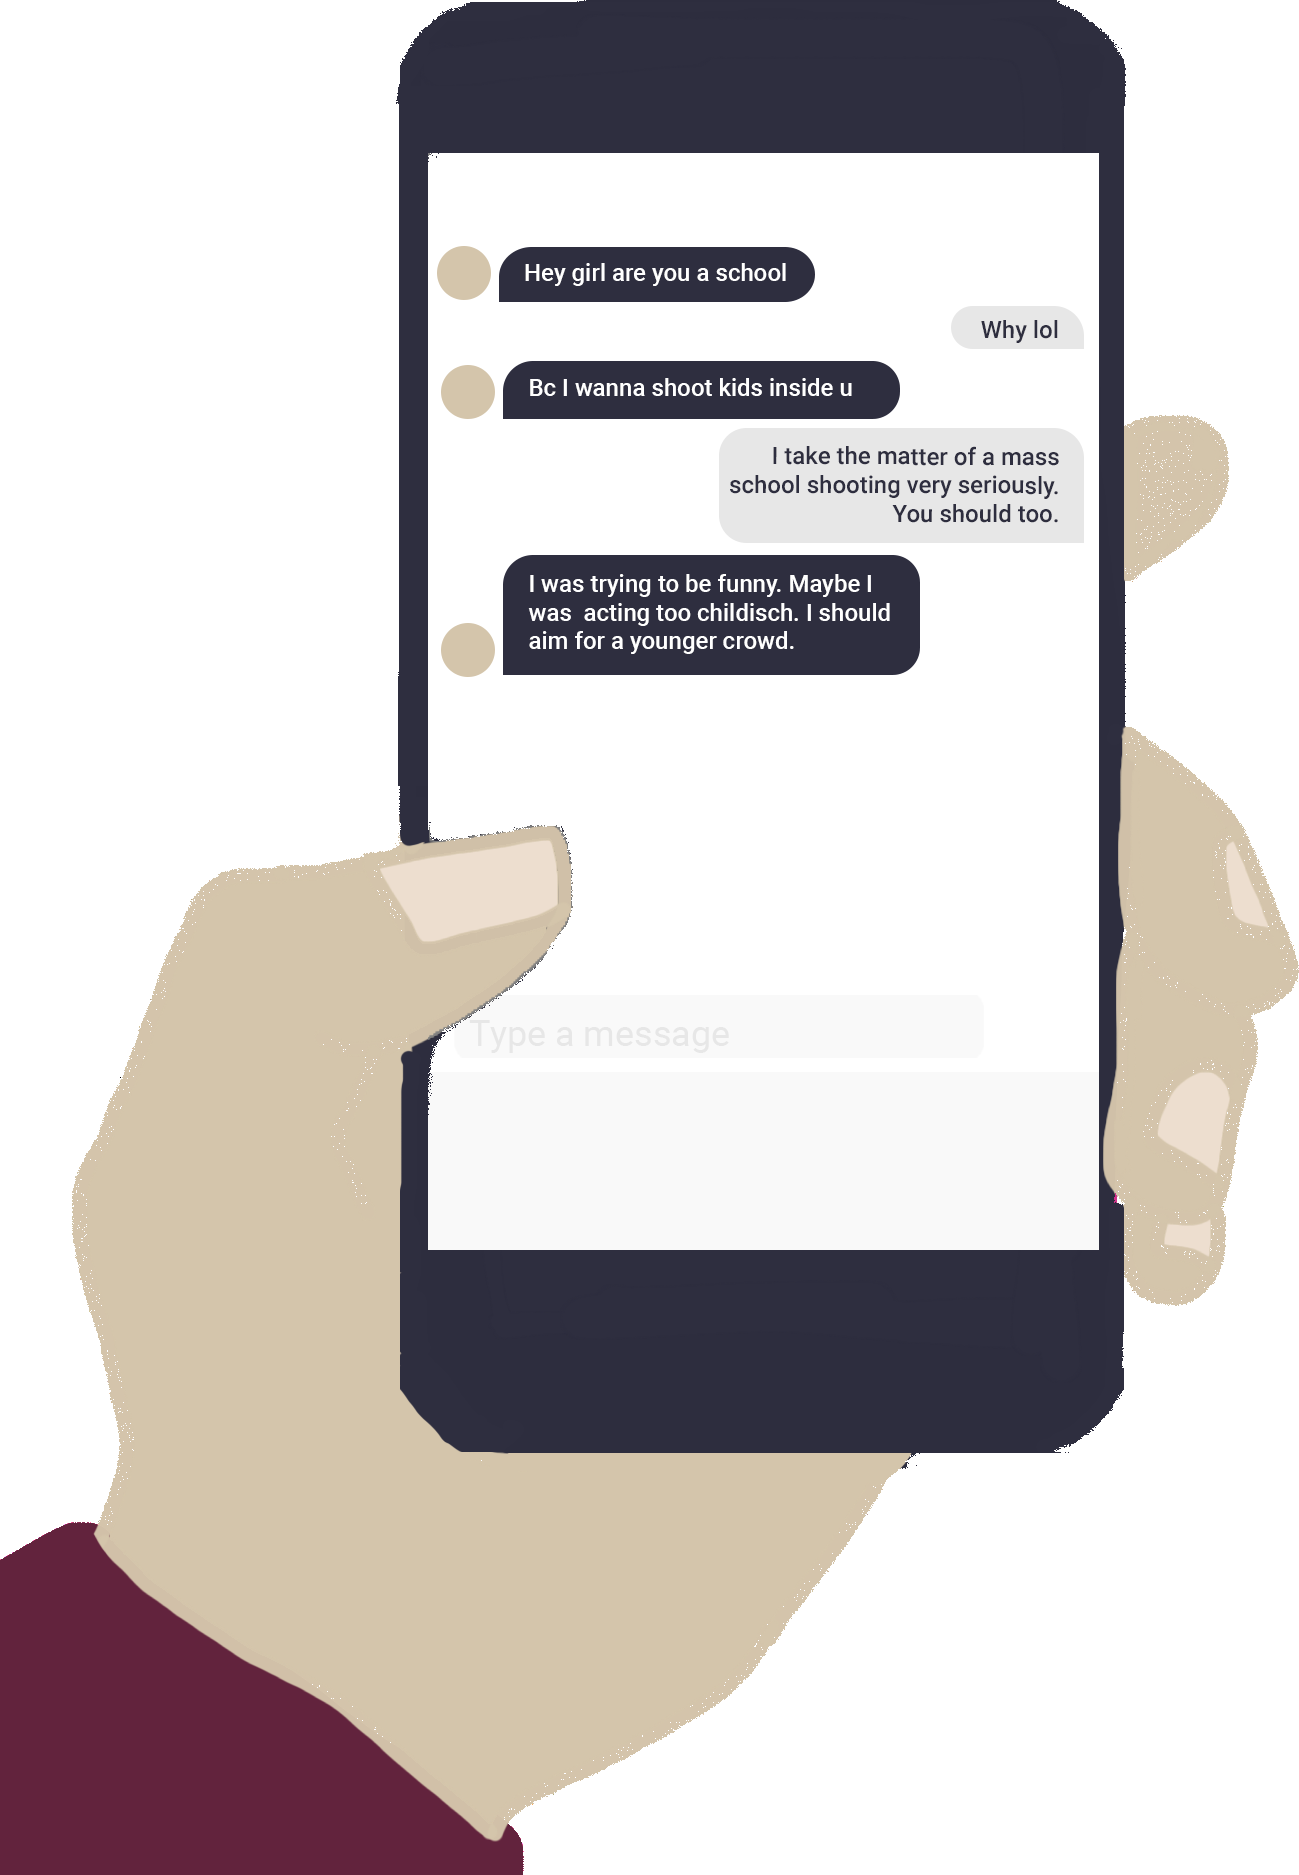 Hey girl are you a school
Why lol
Bc I wanna shoot kids inside u
I take the matter of a mass
school shooting very seriously.
You should too.
I was trying to be funny. Maybe I
was  acting too childisch. I should
aim for a younger crowd.
Type a message